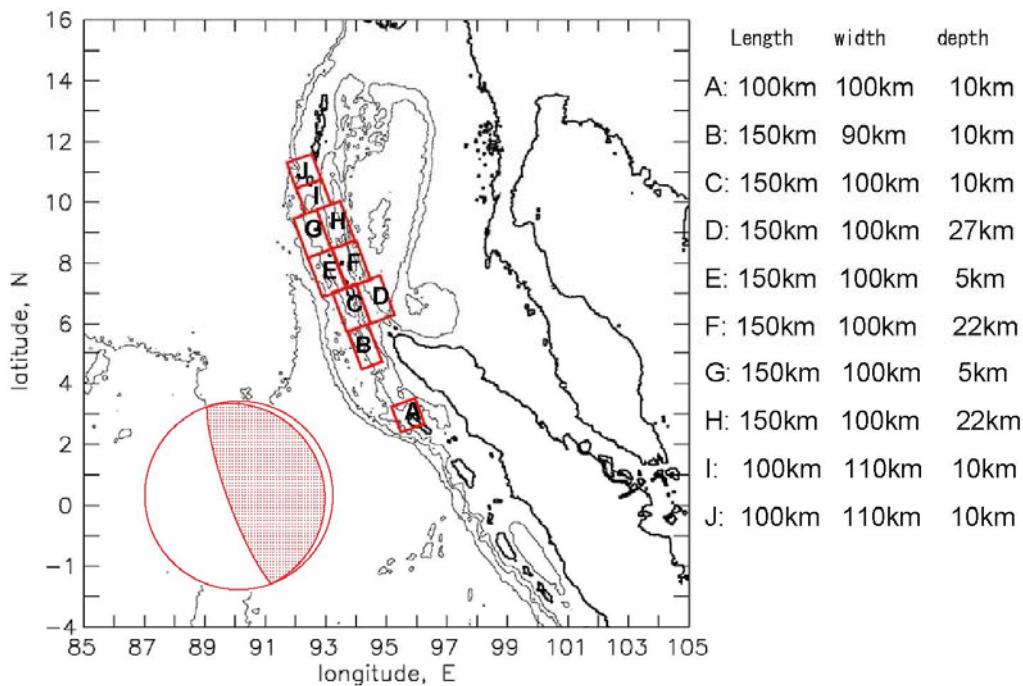 16
14
12
10
8
6
4
2
0
-1
-4
latitude, N
J
I
G H
F
E
D
C
B
A
85 87 89 91 93 95 97 99 101 103 105
longitude, E
Length width depth
A: 100km 100km 10km
B: 150km 90km 10km
C: 150km 100km 10km
D: 150km 100km 27km
E: 150km 100km 5km
F: 150km 100km 22km
G: 150km 100km 5km
H: 150km 100km 22km
I: 100km 110km 10km
J: 100km 110km 10km